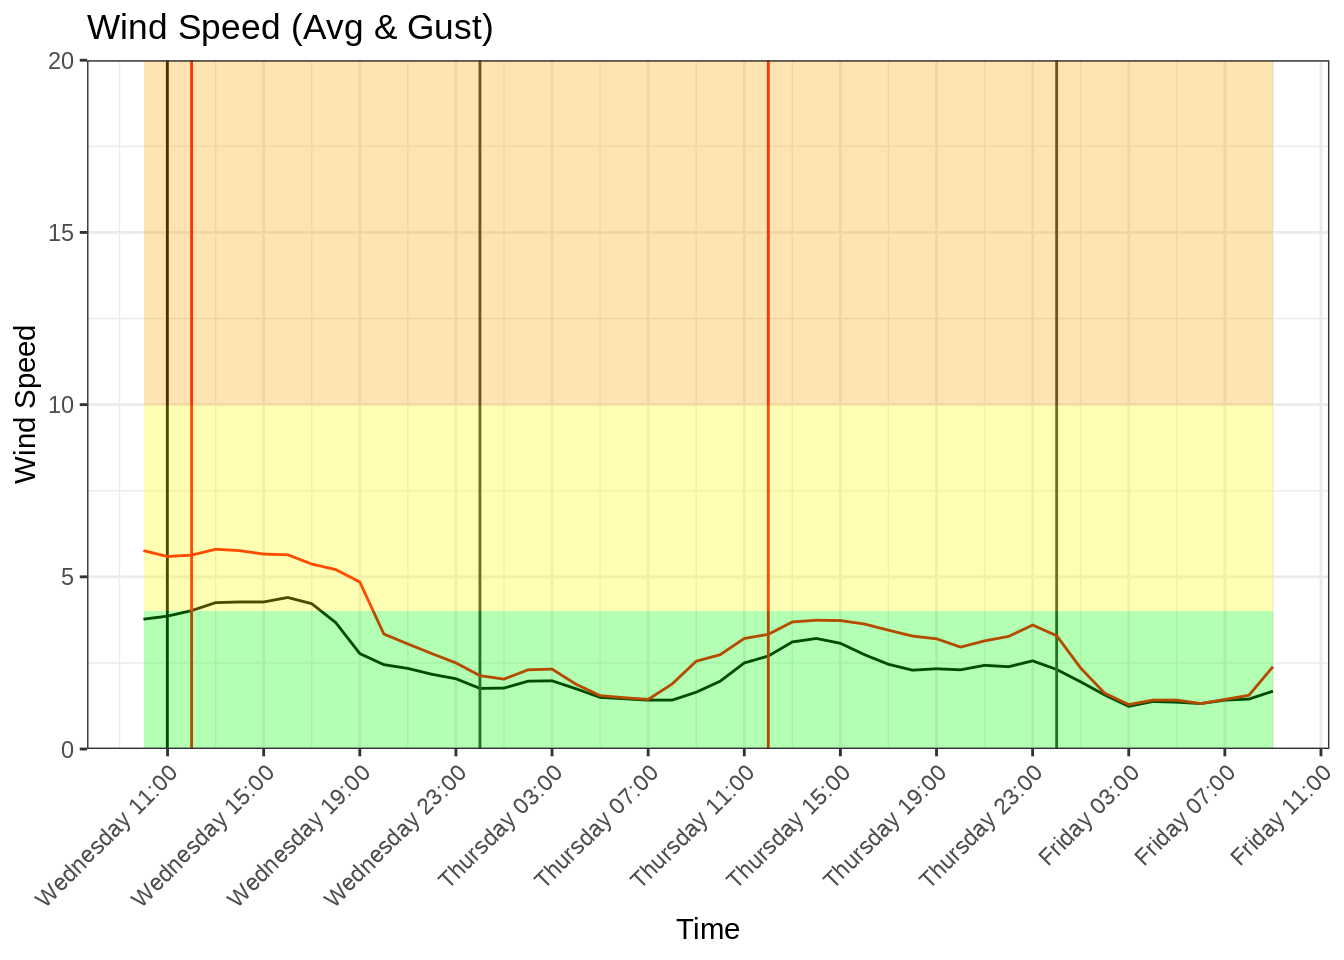 Wind Speed (Avg & Gust)
20
15
10
5
0
Wind Speed
Wednesday 11:00
Wednesday 15:00
Wednesday 19:00
Wednesday 23:00
Thursday 03:00
Thursday 07:00
Thursday 11:00
Thursday 15:00
Thursday 19:00
Thursday 23:00
Friday 03:00
Friday 07:00
Friday 11:00
Time